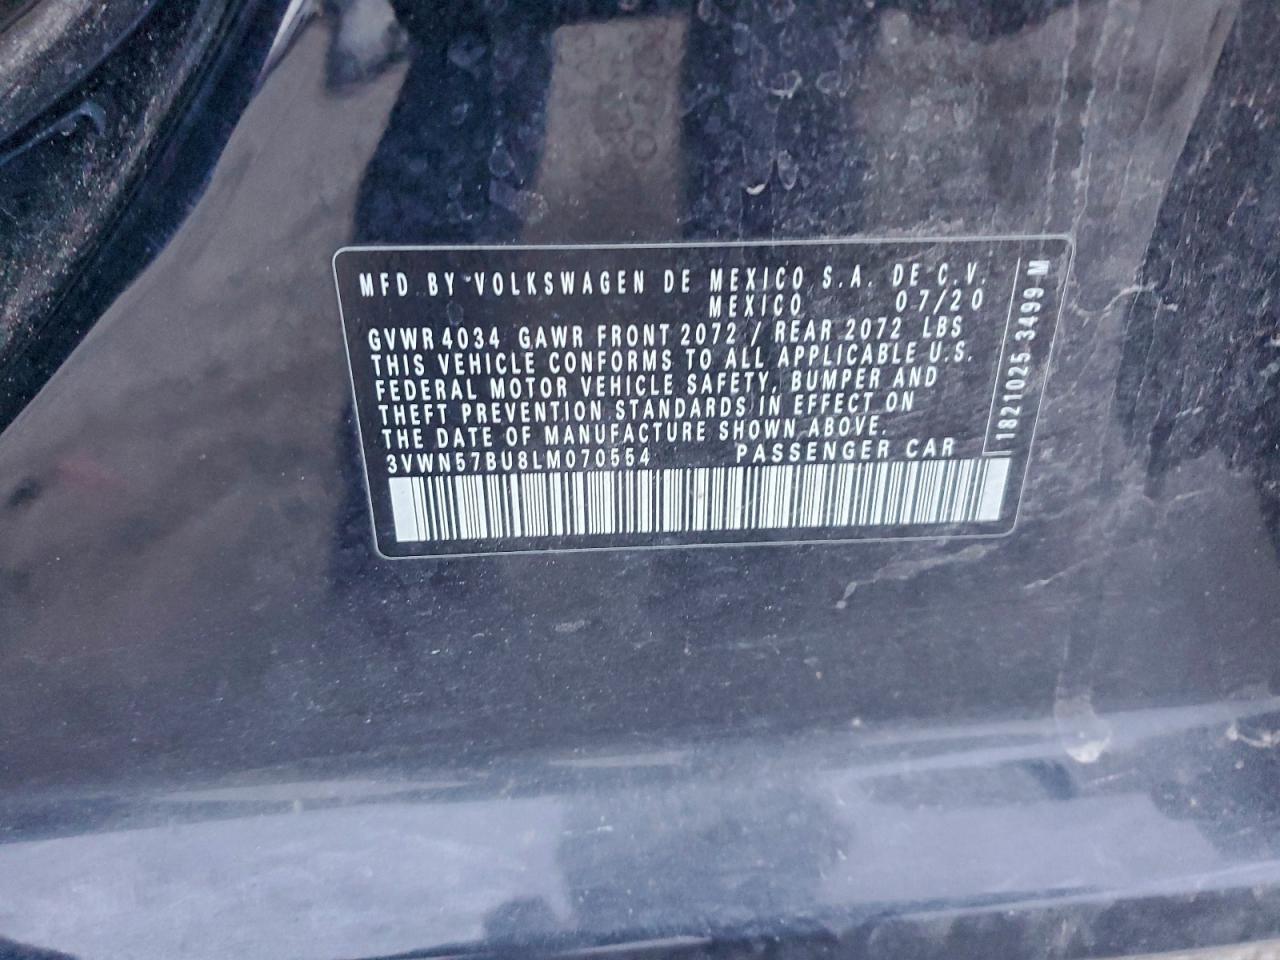 MFD BY VOLKSWAGEN DE MEXICO S.A. DE C.V.
MEXICO 07/20
GVWR 4034 GAWR FRONT 2072 / REAR 2072 LBS
THIS VEHICLE CONFORMS TO ALL APPLICABLE U.S.
FEDERAL MOTOR VEHICLE SAFETY, BUMPER AND
THEFT PREVENTION STANDARDS IN EFFECT ON
THE DATE OF MANUFACTURE SHOWN ABOVE.
3VWN57BU8LM070554 PASSENGER CAR
1821025 3499 M